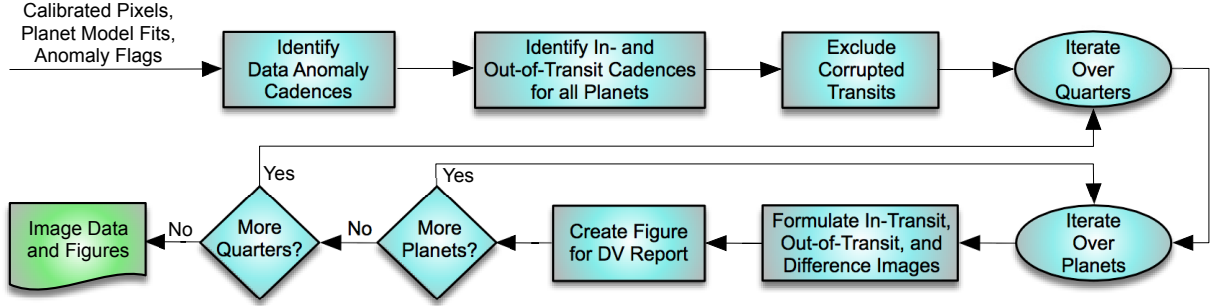 Calibrated Pixels,
Planet Model Fits,
Anomaly Flags
Identify
Data Anomaly
Cadences
Identify In- and
Out-of-Transit Cadences
for all Planets
Exclude
Corrupted
Transits
Iterate
Over
Quarters
Yes
Yes
Image Data
and Figures
No
More
Quarters?
No
More
Planets?
Create Figure
for DV Report
Formulate In-Transit,
Out-of-Transit, and
Difference Images
Iterate
Over
Planets